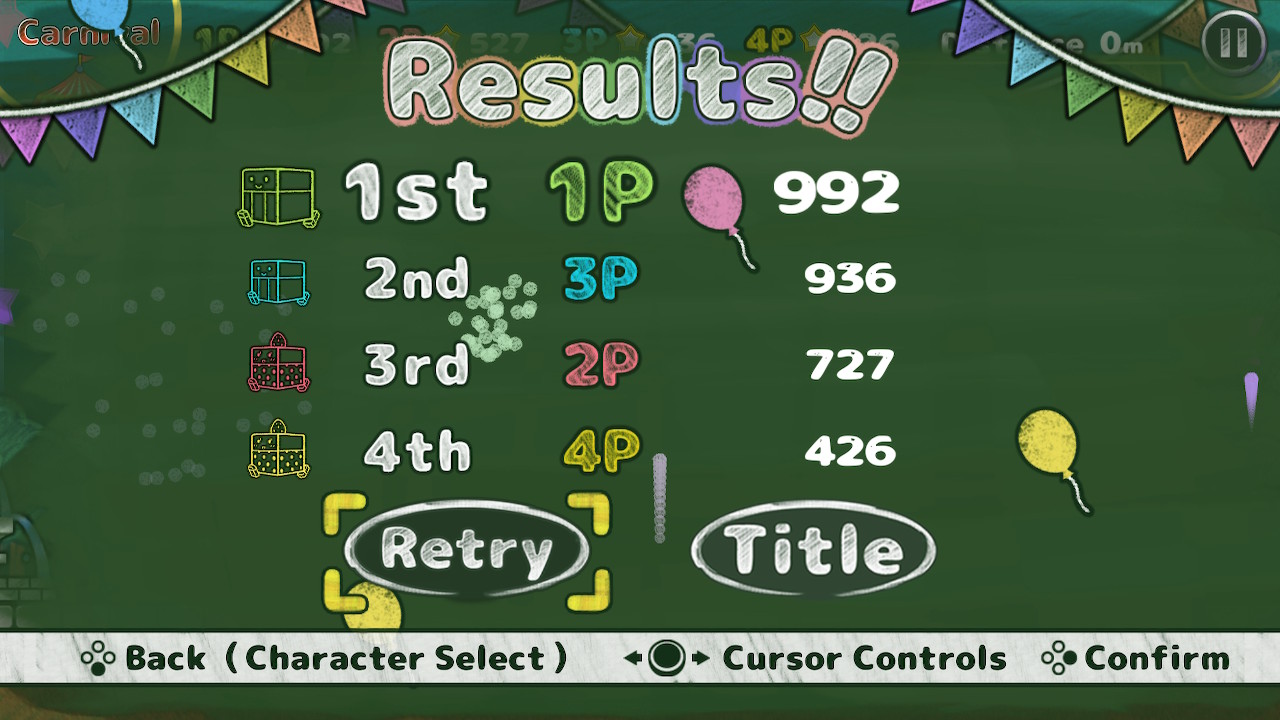 Carnival
Results!!
1st 1P 992
2nd 3P 936
3rd 2P 727
4th 4P 426
Retry Title
Back (Character Select) Cursor Controls Confirm